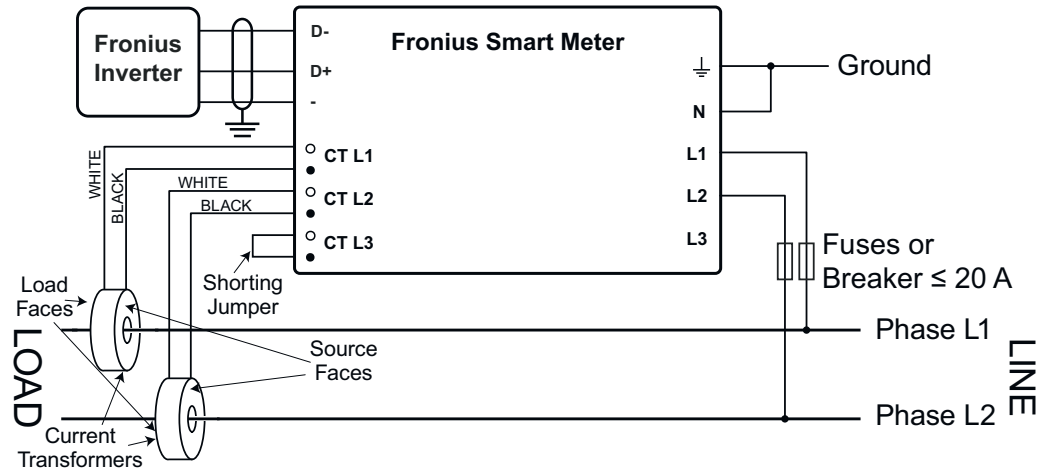 Fronius
Inverter
D-
D+
-
Fronius Smart Meter
N
Ground
CT L1
CT L2
CT L3
L1
L2
L3
WHITE
BLACK
WHITE
BLACK
Shorting
Jumper
Fuses or
Breaker ≤ 20 A
Load
Faces
LOAD
Source
Faces
Phase L1
LINE
Phase L2
Current
Transformers